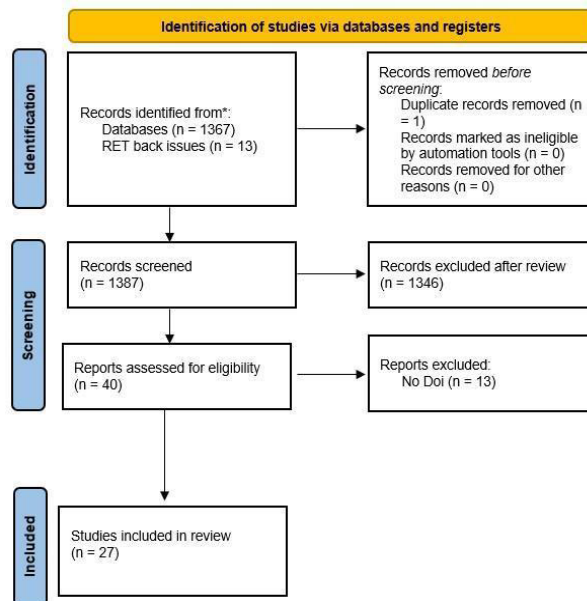 Identification of studies via databases and registers
Identification
Records identified from*:
Databases (n = 1367)
RET back issues (n = 13)
Records removed before
screening:
Duplicate records removed (n
= 1)
Records marked as ineligible
by automation tools (n = 0)
Records removed for other
reasons (n = 0)
Screening
Records screened
(n = 1387)
Records excluded after review
(n = 1346)
Reports assessed for eligibility
(n = 40)
Reports excluded:
No Doi (n = 13)
Included
Studies included in review
(n = 27)